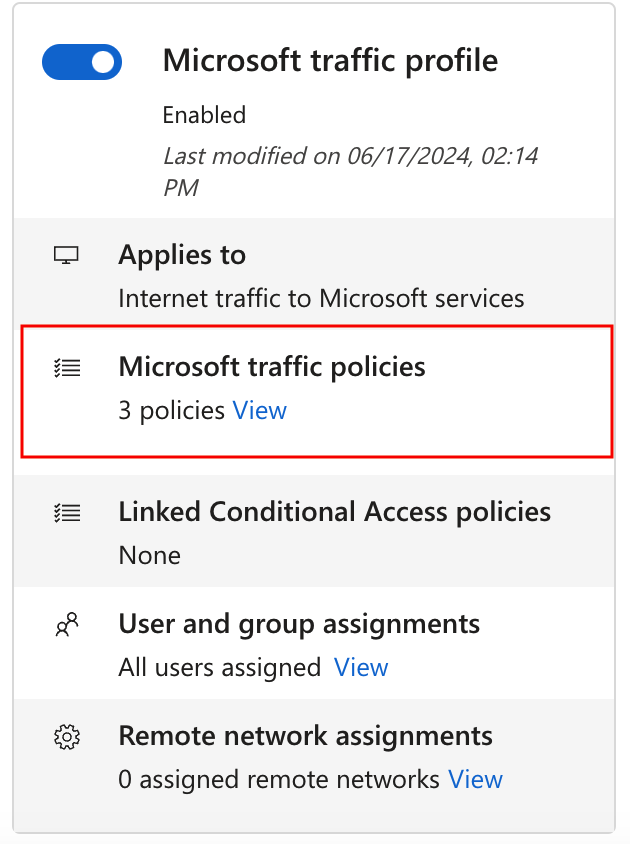 Microsoft traffic profile
Enabled
Last modified on 06/17/2024, 02:14
PM
Applies to
Internet traffic to Microsoft services
Microsoft traffic policies
3 policies View
Linked Conditional Access policies
None
User and group assignments
All users assigned View
Remote network assignments
0 assigned remote networks View